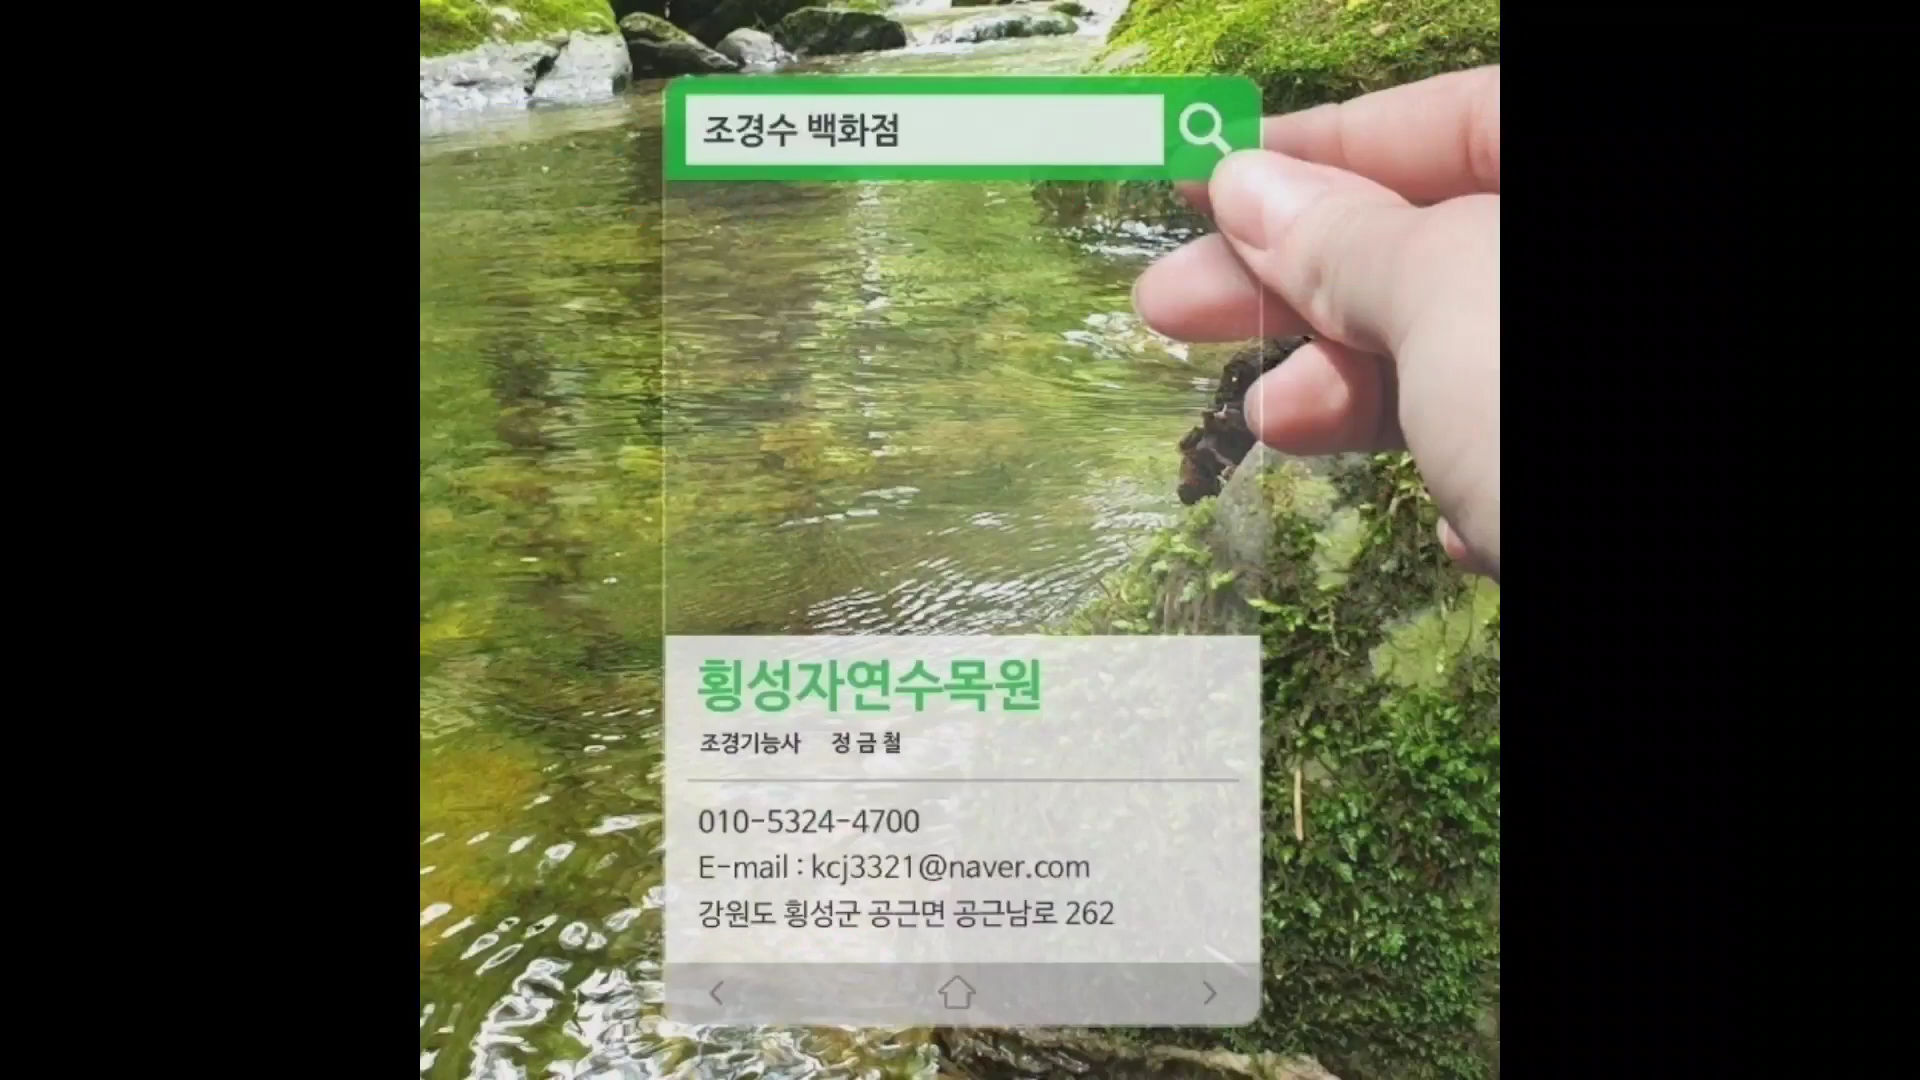 조경수 백화점
횡성자연수목원
조경기능사 정금철
010-5324-4700
E-mail : kcj3321@naver.com
강원도 횡성군 공근면 공근남로 262